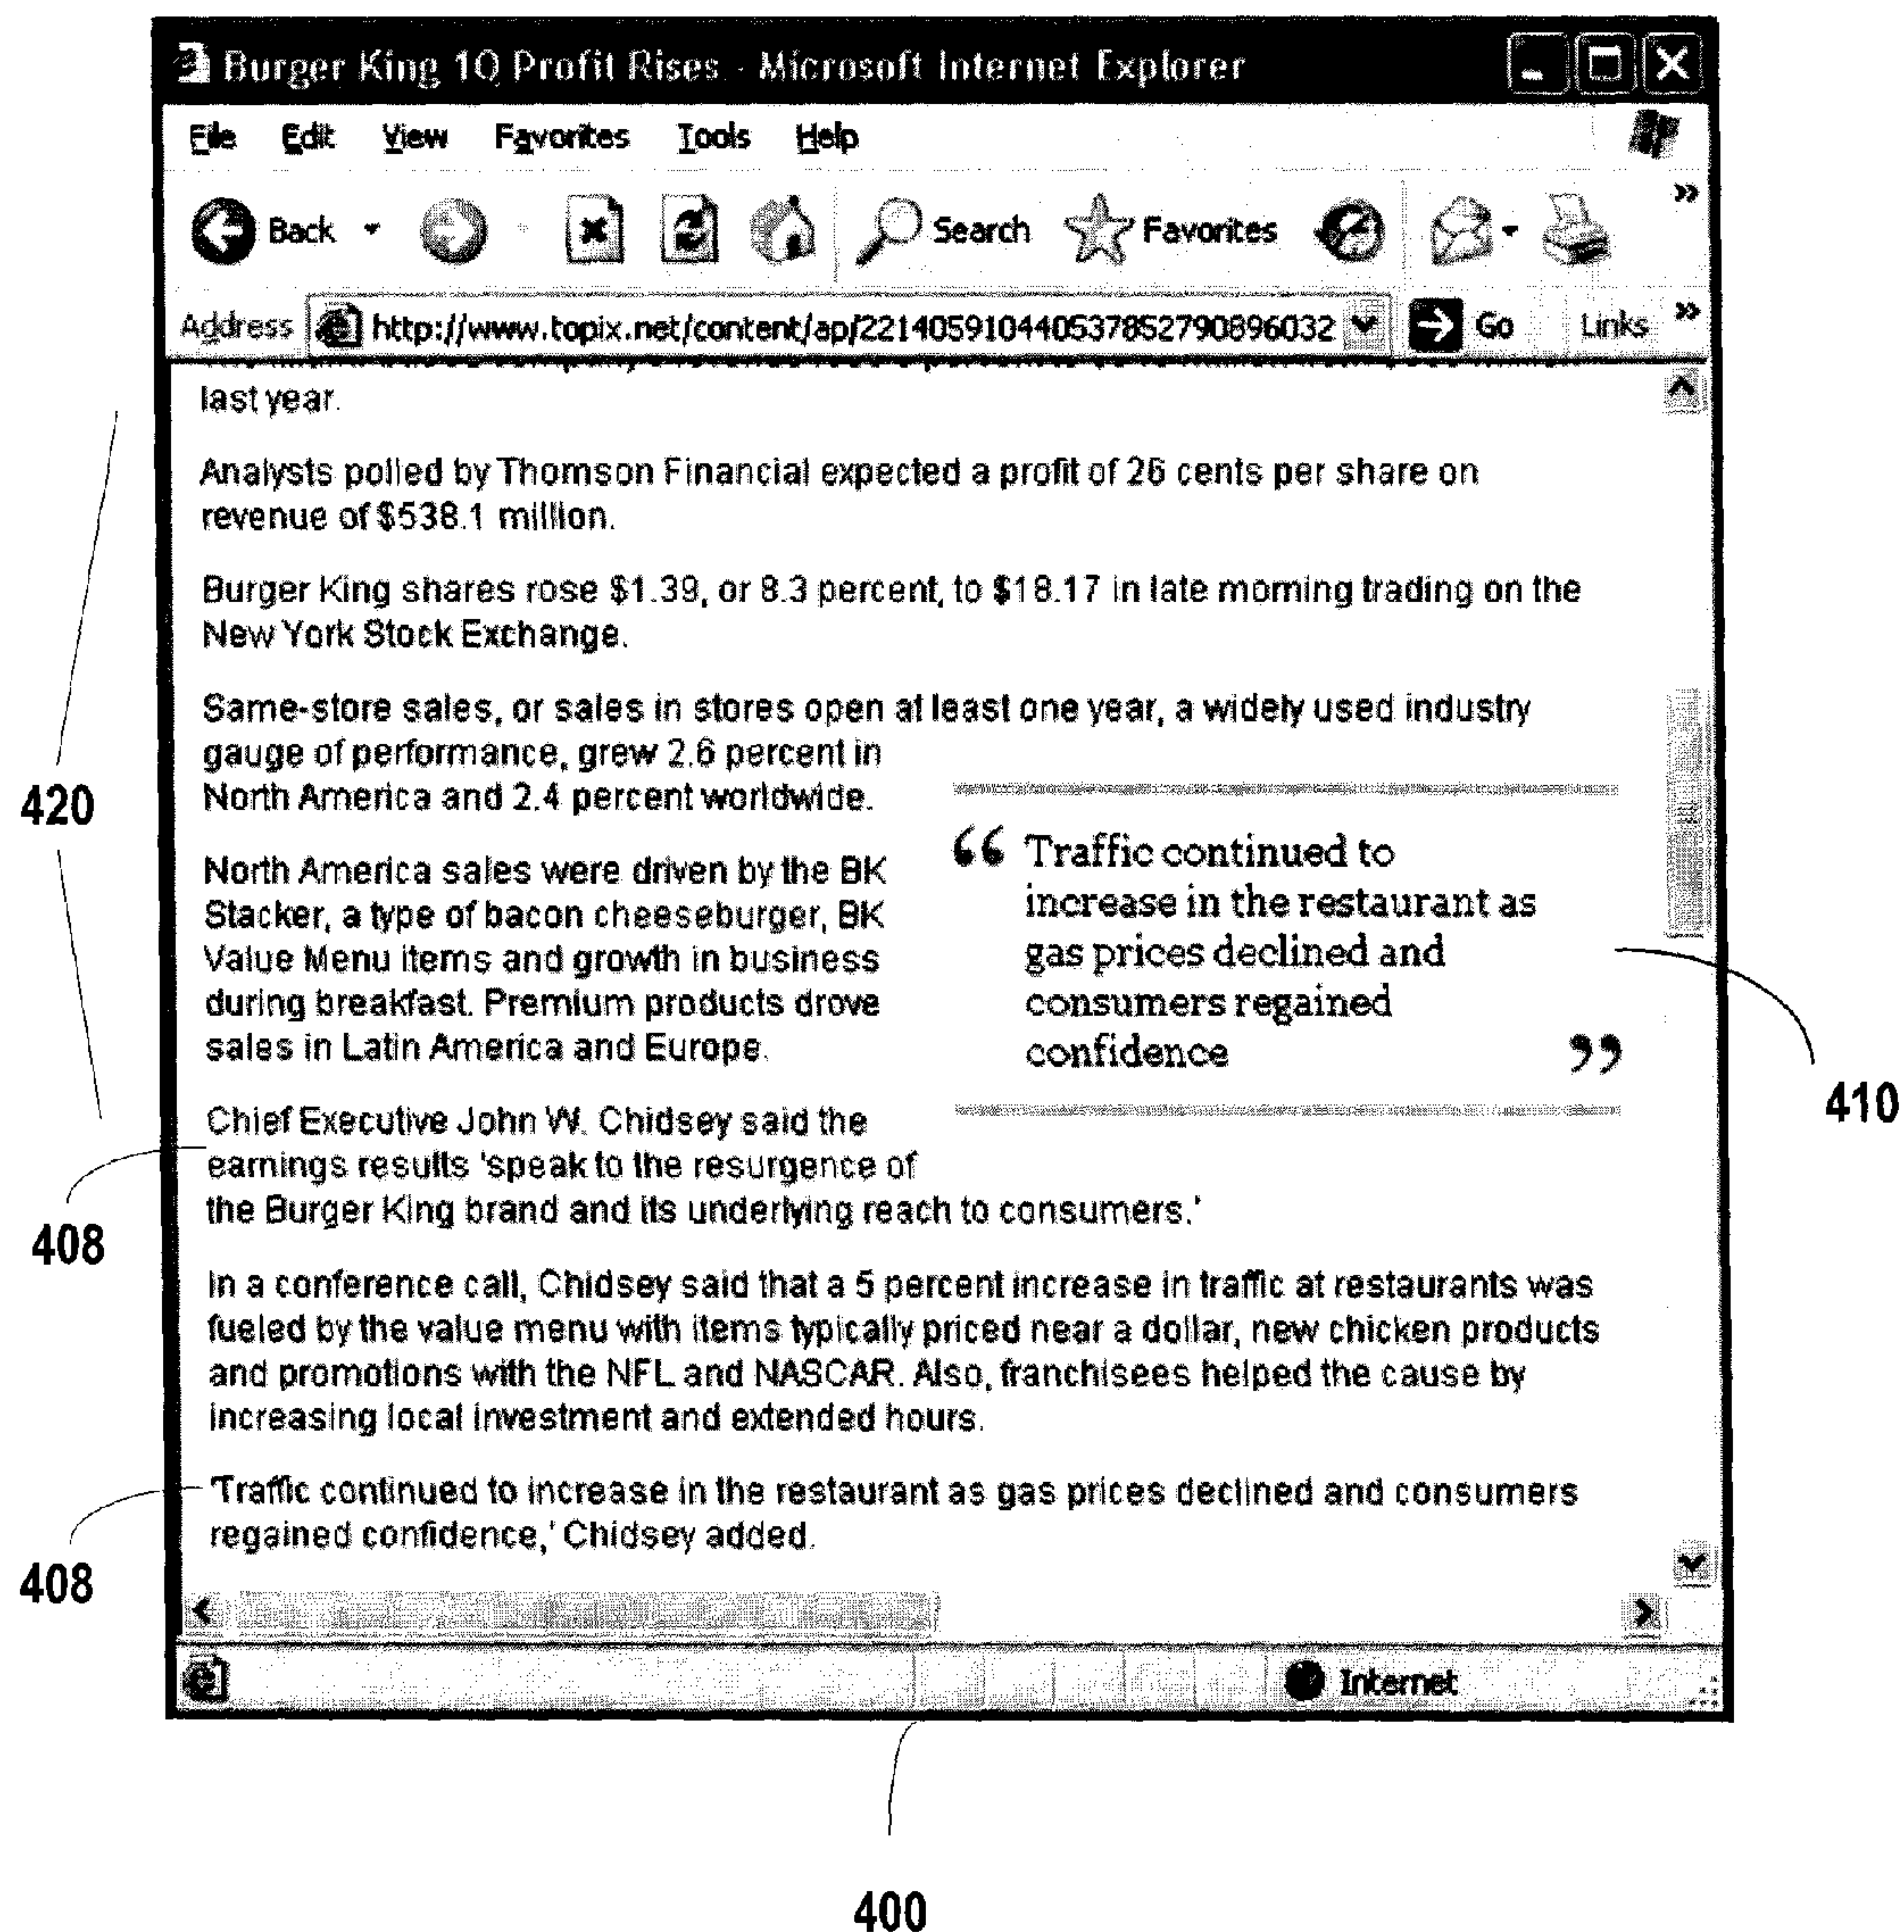 Burger King 1Q Profit Rises - Microsoft Internet Explorer
File Edit View Favorites Tools Help
Back Search Favorites
Address http://www.topix.net/content/ap/22140591044053785279089603​2 Go Links
last year.
Analysts polled by Thomson Financial expected a profit of 26 cents per share on
revenue of $538.1 million.
Burger King shares rose $1.39, or 8.3 percent, to $18.17 in late morning trading on the
New York Stock Exchange.
Same-store sales, or sales in stores open at least one year, a widely used industry
gauge of performance, grew 2.6 percent in
North America and 2.4 percent worldwide.
North America sales were driven by the BK
Stacker, a type of bacon cheeseburger, BK
Value Menu items and growth in business
during breakfast. Premium products drove
sales in Latin America and Europe.
“ Traffic continued to
increase in the restaurant as
gas prices declined and
consumers regained
confidence ”
Chief Executive John W. Chidsey said the
earnings results 'speak to the resurgence of
the Burger King brand and its underlying reach to consumers.'
In a conference call, Chidsey said that a 5 percent increase in traffic at restaurants was
fueled by the value menu with items typically priced near a dollar, new chicken products
and promotions with the NFL and NASCAR. Also, franchisees helped the cause by
increasing local investment and extended hours.
'Traffic continued to increase in the restaurant as gas prices declined and consumers
regained confidence,' Chidsey added.
Internet
420
410
408
408
400